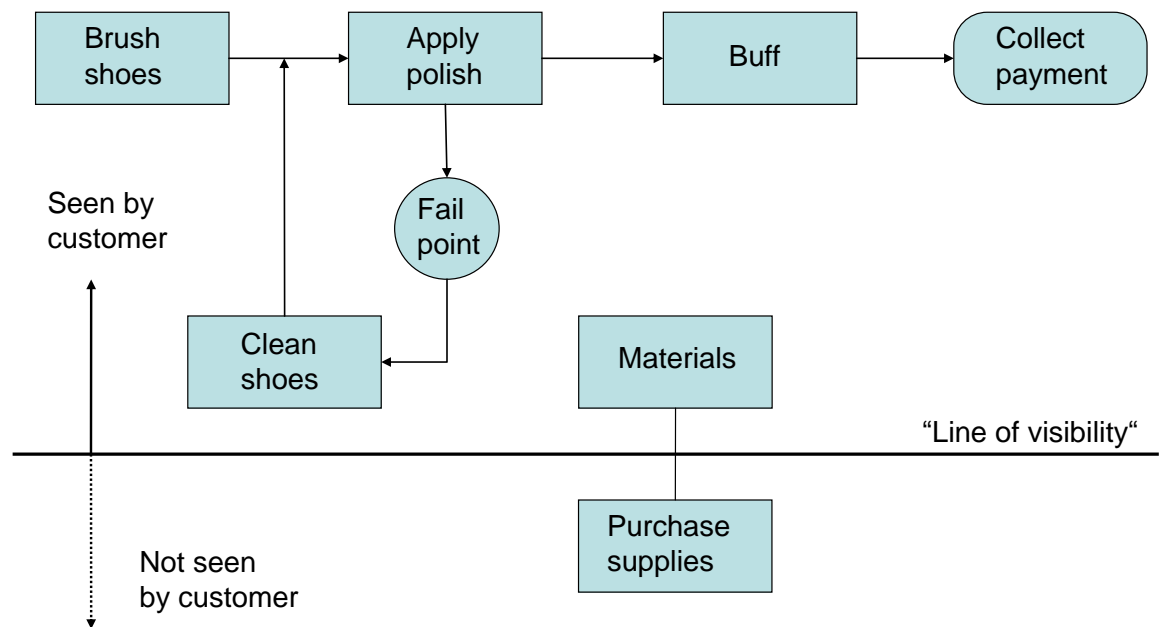 Brush
shoes
Apply
polish
Buff
Collect
payment
Seen by
customer
Fail
point
Clean
shoes
Materials
“Line of visibility“
Purchase
supplies
Not seen
by customer